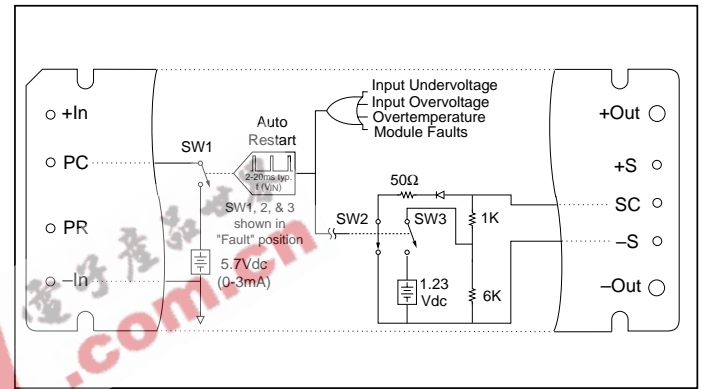 Input Undervoltage
Input Overvoltage
Overtemperature
Module Faults
+In
PC
PR
–In
SW1
Auto
Restart
2-20ms typ.
f (VIN)
SW1, 2, & 3
shown in
"Fault" position
5.7Vdc
(0-3mA)
50Ω
SW2
SW3
1K
1.23
Vdc
6K
+Out
+S
SC
–S
–Out
.com.cn